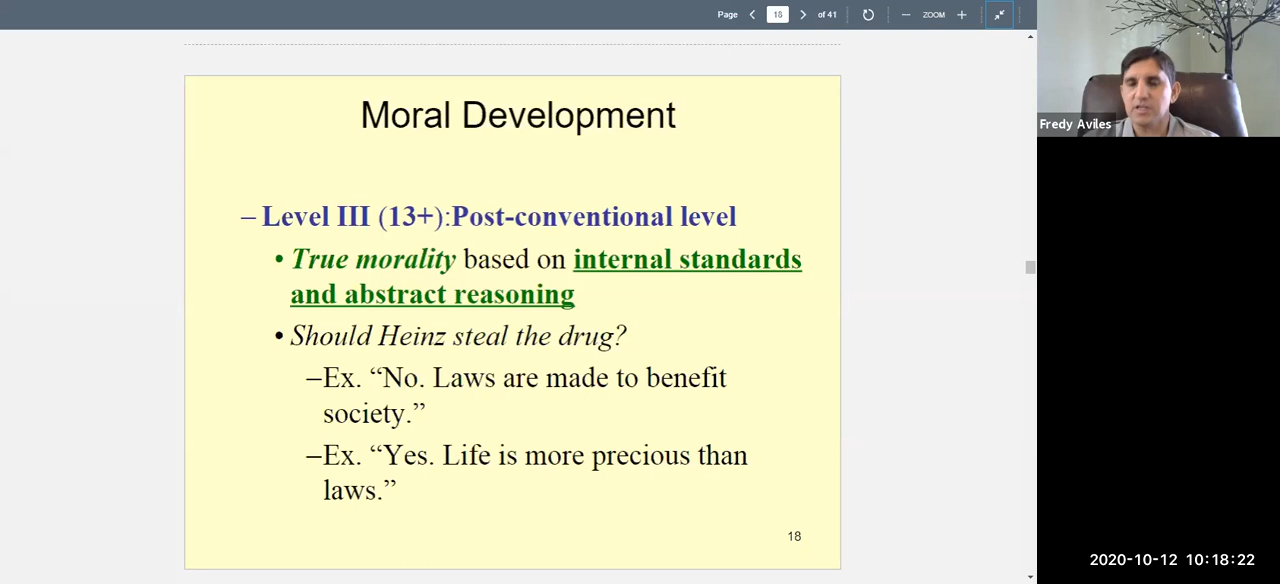 Page 18 of 41 ZOOM
Moral Development
– Level III (13+):Post-conventional level
• True morality based on internal standards
and abstract reasoning
• Should Heinz steal the drug?
–Ex. “No. Laws are made to benefit
society.”
–Ex. “Yes. Life is more precious than
laws.”
18
Fredy Aviles
2020-10-12 10:18:22